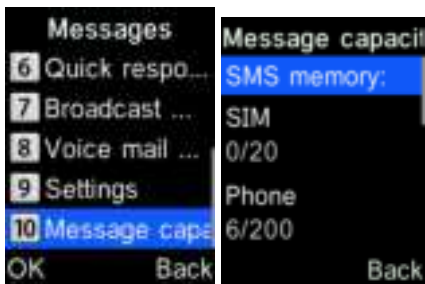 Messages
6 Quick respo...
7 Broadcast ...
8 Voice mail ...
9 Settings
10 Message capa
OK Back
Message capacit
SMS memory:
SIM
0/20
Phone
6/200
Back